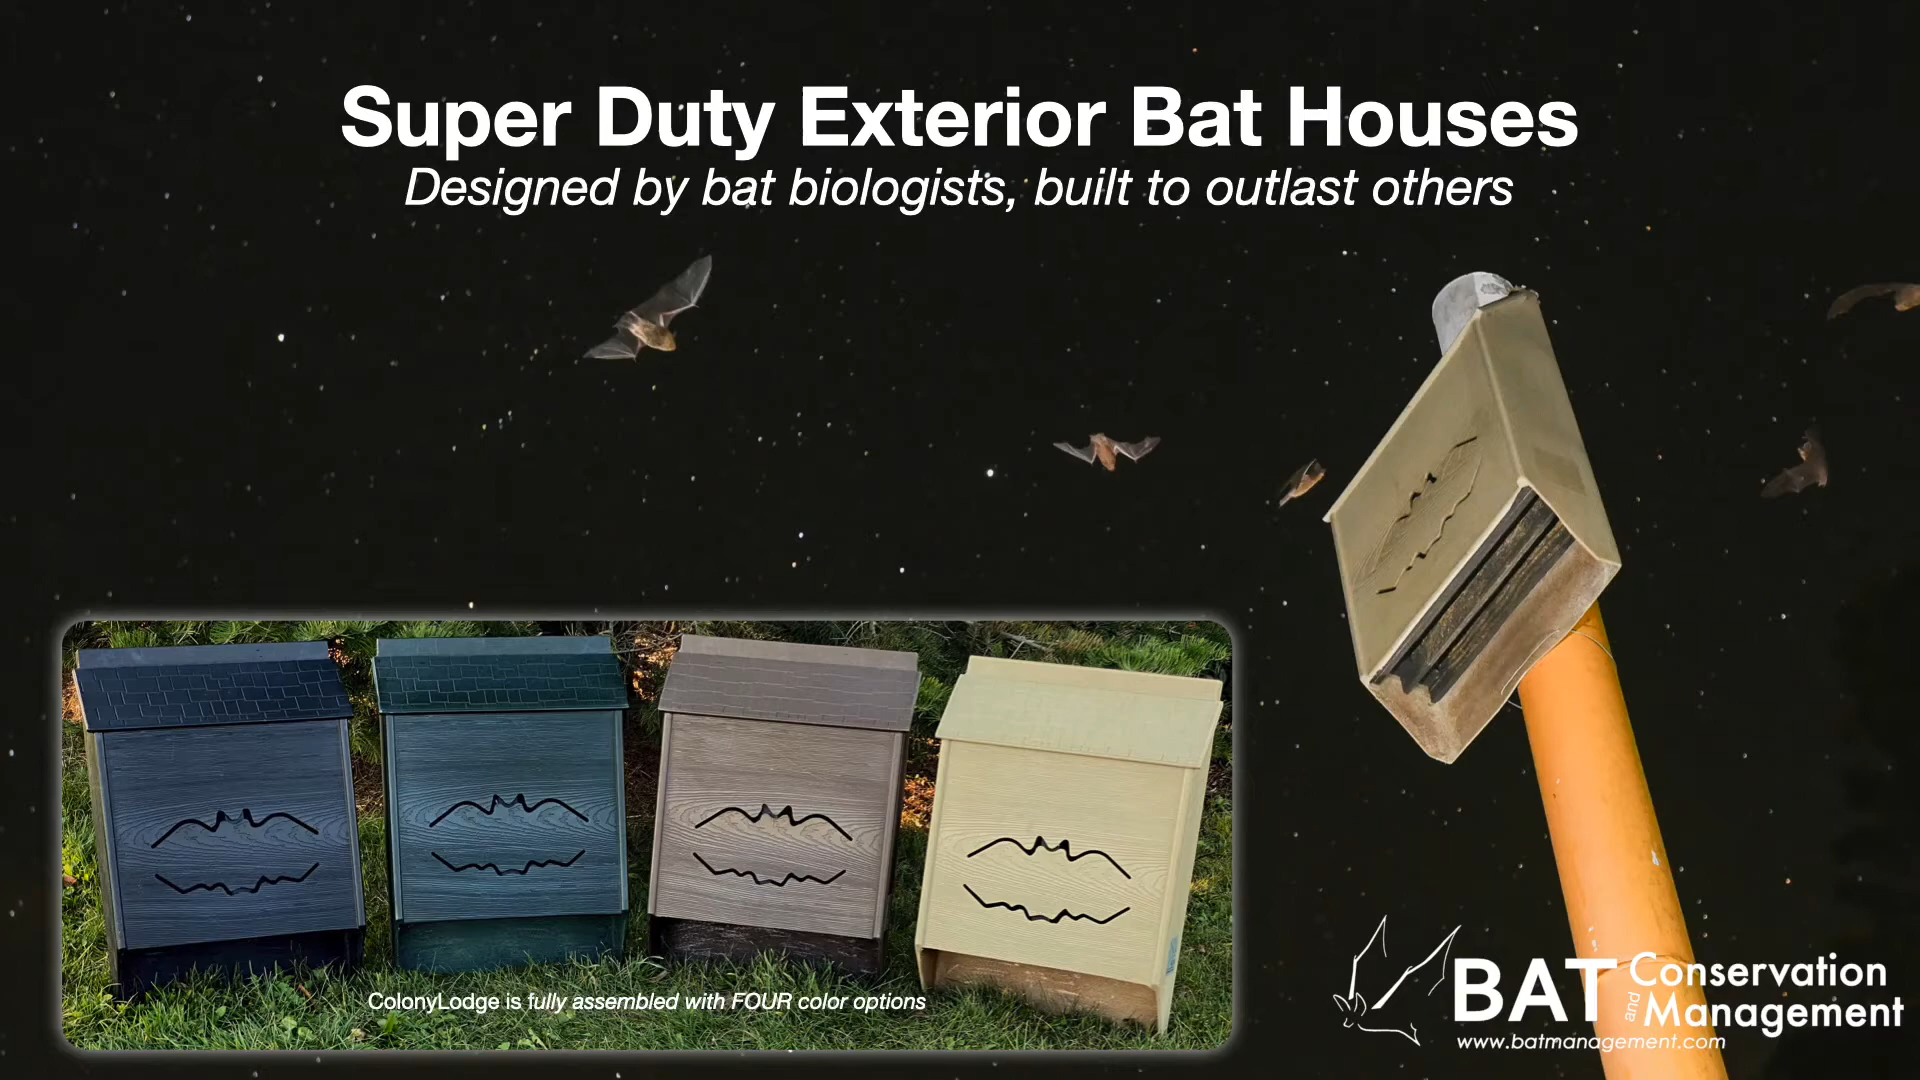 Super Duty Exterior Bat Houses
Designed by bat biologists, built to outlast others
ColonyLodge is fully assembled with FOUR color options
BAT and Conservation
Management
www.batmanagement.com